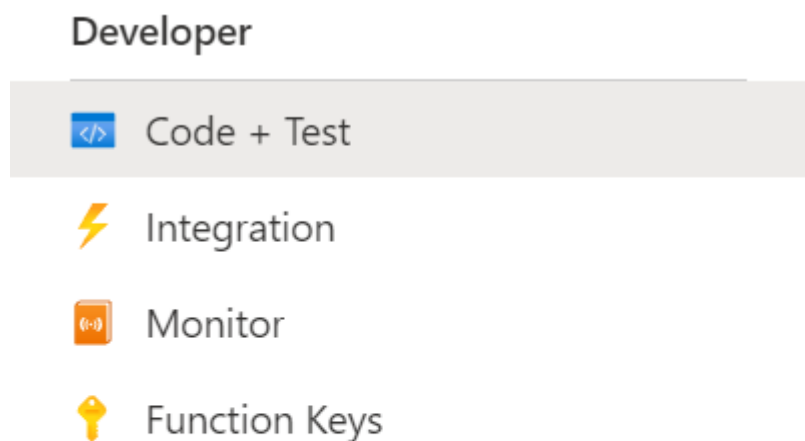 Developer
Code + Test
Integration
Monitor
Function Keys